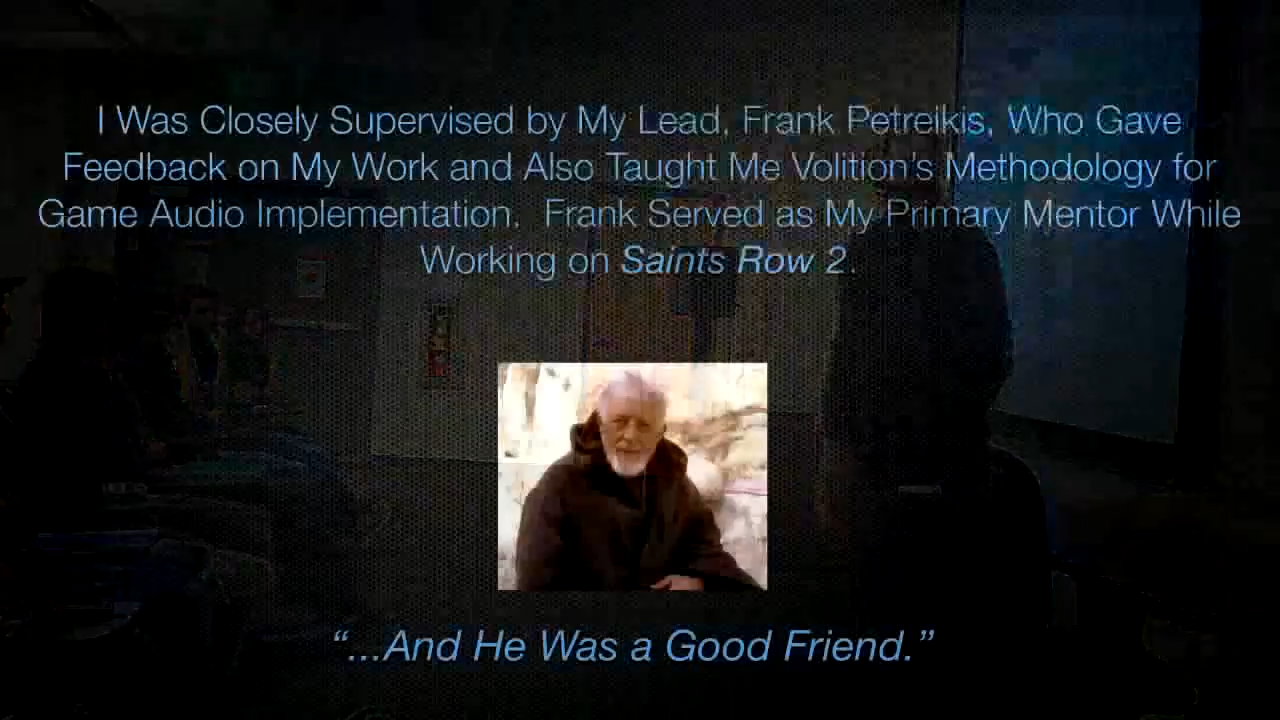 I Was Closely Supervised by My Lead, Frank Petreikis, Who Gave
Feedback on My Work and Also Taught Me Volition's Methodology for
Game Audio Implementation. Frank Served as My Primary Mentor While
Working on Saints Row 2.
“...And He Was a Good Friend.”